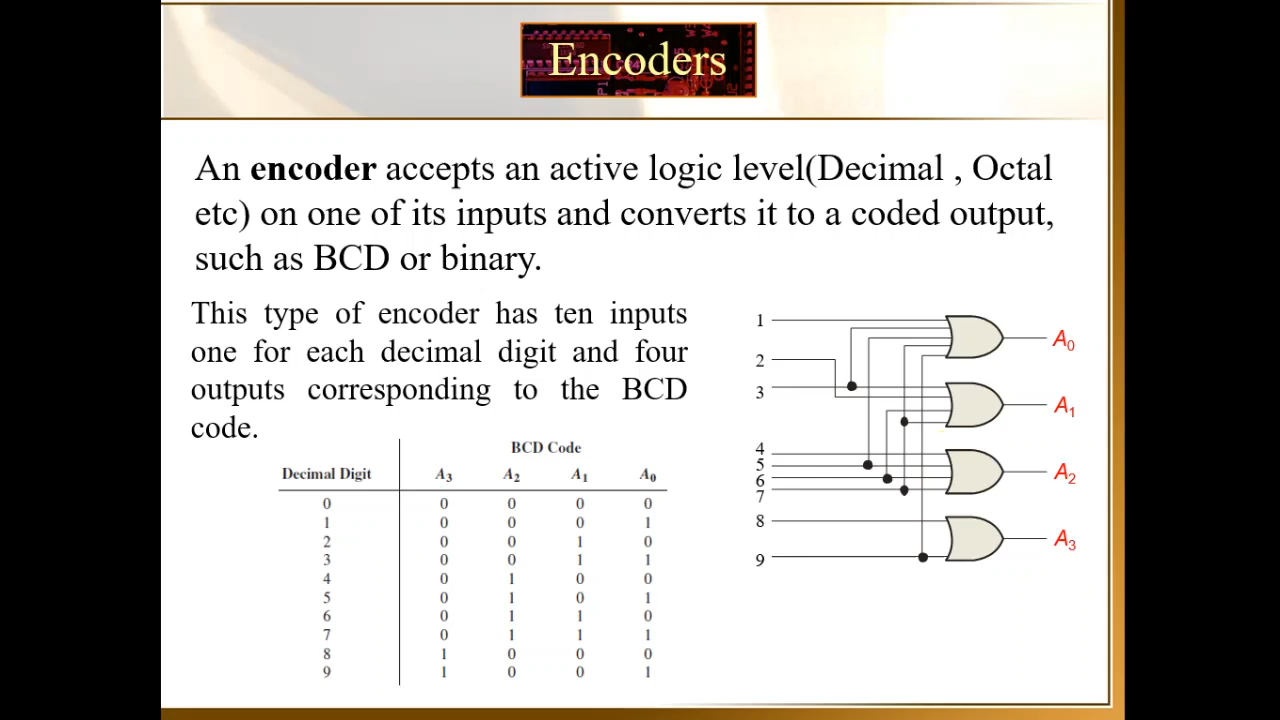 Encoders
An encoder accepts an active logic level(Decimal , Octal
etc) on one of its inputs and converts it to a coded output,
such as BCD or binary.
This type of encoder has ten inputs
one for each decimal digit and four
outputs corresponding to the BCD
code.
BCD Code
Decimal Digit A3 A2 A1 A0
0 0 0 0 0
1 0 0 0 1
2 0 0 1 0
3 0 0 1 1
4 0 1 0 0
5 0 1 0 1
6 0 1 1 0
7 0 1 1 1
8 1 0 0 0
9 1 0 0 1
1
A0
2
3
A1
4
5
A2
6
7
8
A3
9